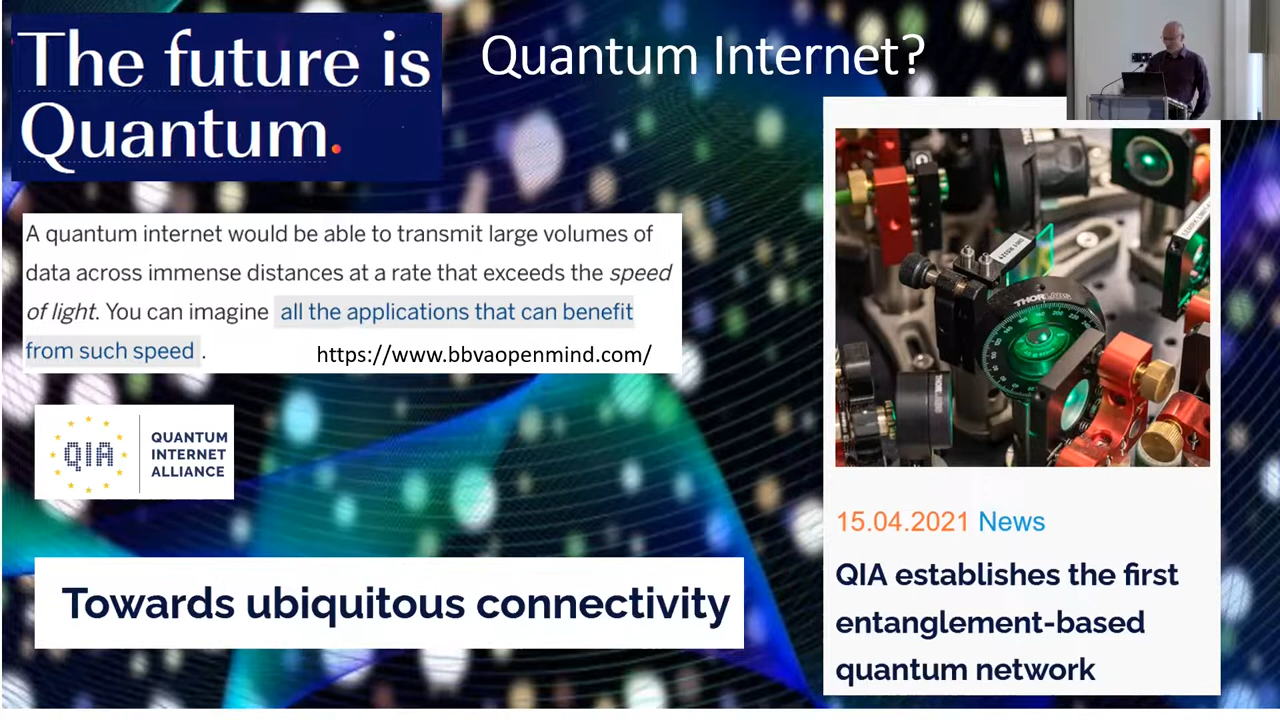 The future is
Quantum.
Quantum Internet?
A quantum internet would be able to transmit large volumes of
data across immense distances at a rate that exceeds the speed
of light. You can imagine all the applications that can benefit
from such speed .
https://www.bbvaopenmind.com/
QIA
QUANTUM
INTERNET
ALLIANCE
Towards ubiquitous connectivity
THORLABS
15.04.2021 News
QIA establishes the first
entanglement-based
quantum network